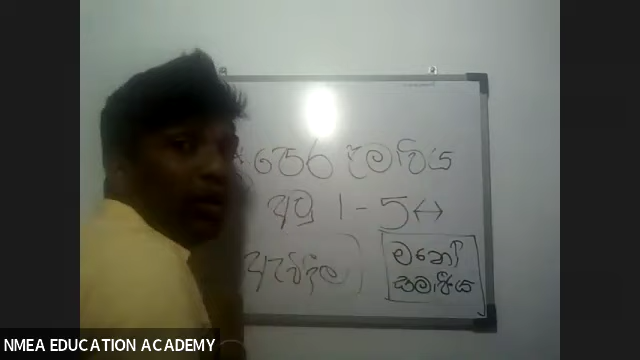 පෙර ළමාවිය
අවු 1 - 5 ↔
ඇවිදීම
මනෝ
සමාජීය
NMEA EDUCATION ACADEMY